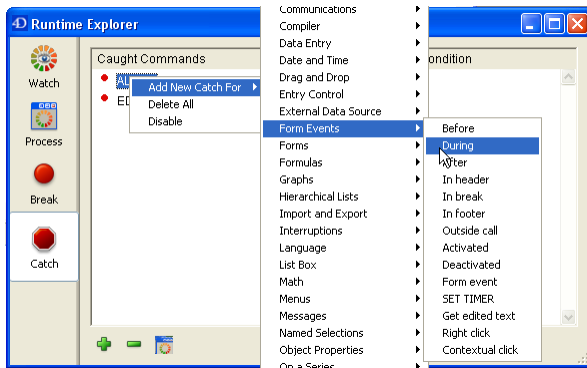 Runtime Explorer
Watch
Process
Break
Catch
Caught Commands
ondition
Add New Catch For
Delete All
Disable
Communications
Compiler
Data Entry
Date and Time
Drag and Drop
Entry Control
External Data Source
Form Events
Forms
Formulas
Graphs
Hierarchical Lists
Import and Export
Interruptions
Language
List Box
Math
Menus
Messages
Named Selections
Object Properties
On a Series
Before
During
After
In header
In break
In footer
Outside call
Activated
Deactivated
Form event
SET TIMER
Get edited text
Right click
Contextual click